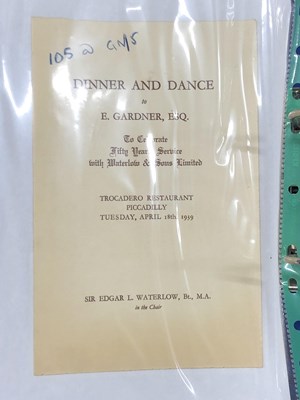 105 a GN/5
DINNER AND DANCE
to
E. GARDNER, ESQ.
To Celebrate
Fifty Years Service
with Waterlow & Sons Limited
TROCADERO RESTAURANT
PICCADILLY
TUESDAY, APRIL 18th, 1939
SIR EDGAR L. WATERLOW, Bt., M.A.
in the Chair